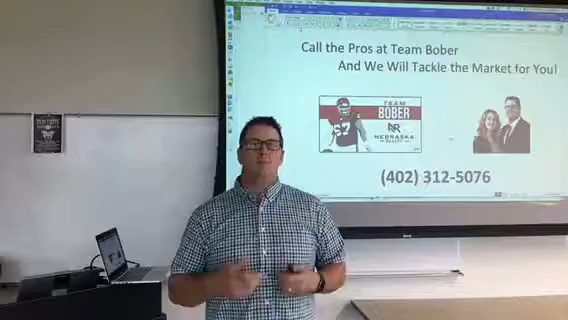 Call the Pros at Team Bober
And We Will Tackle the Market for You!
TEAM
BOBER
NEBRASKA
REALTY
(402) 312-5076